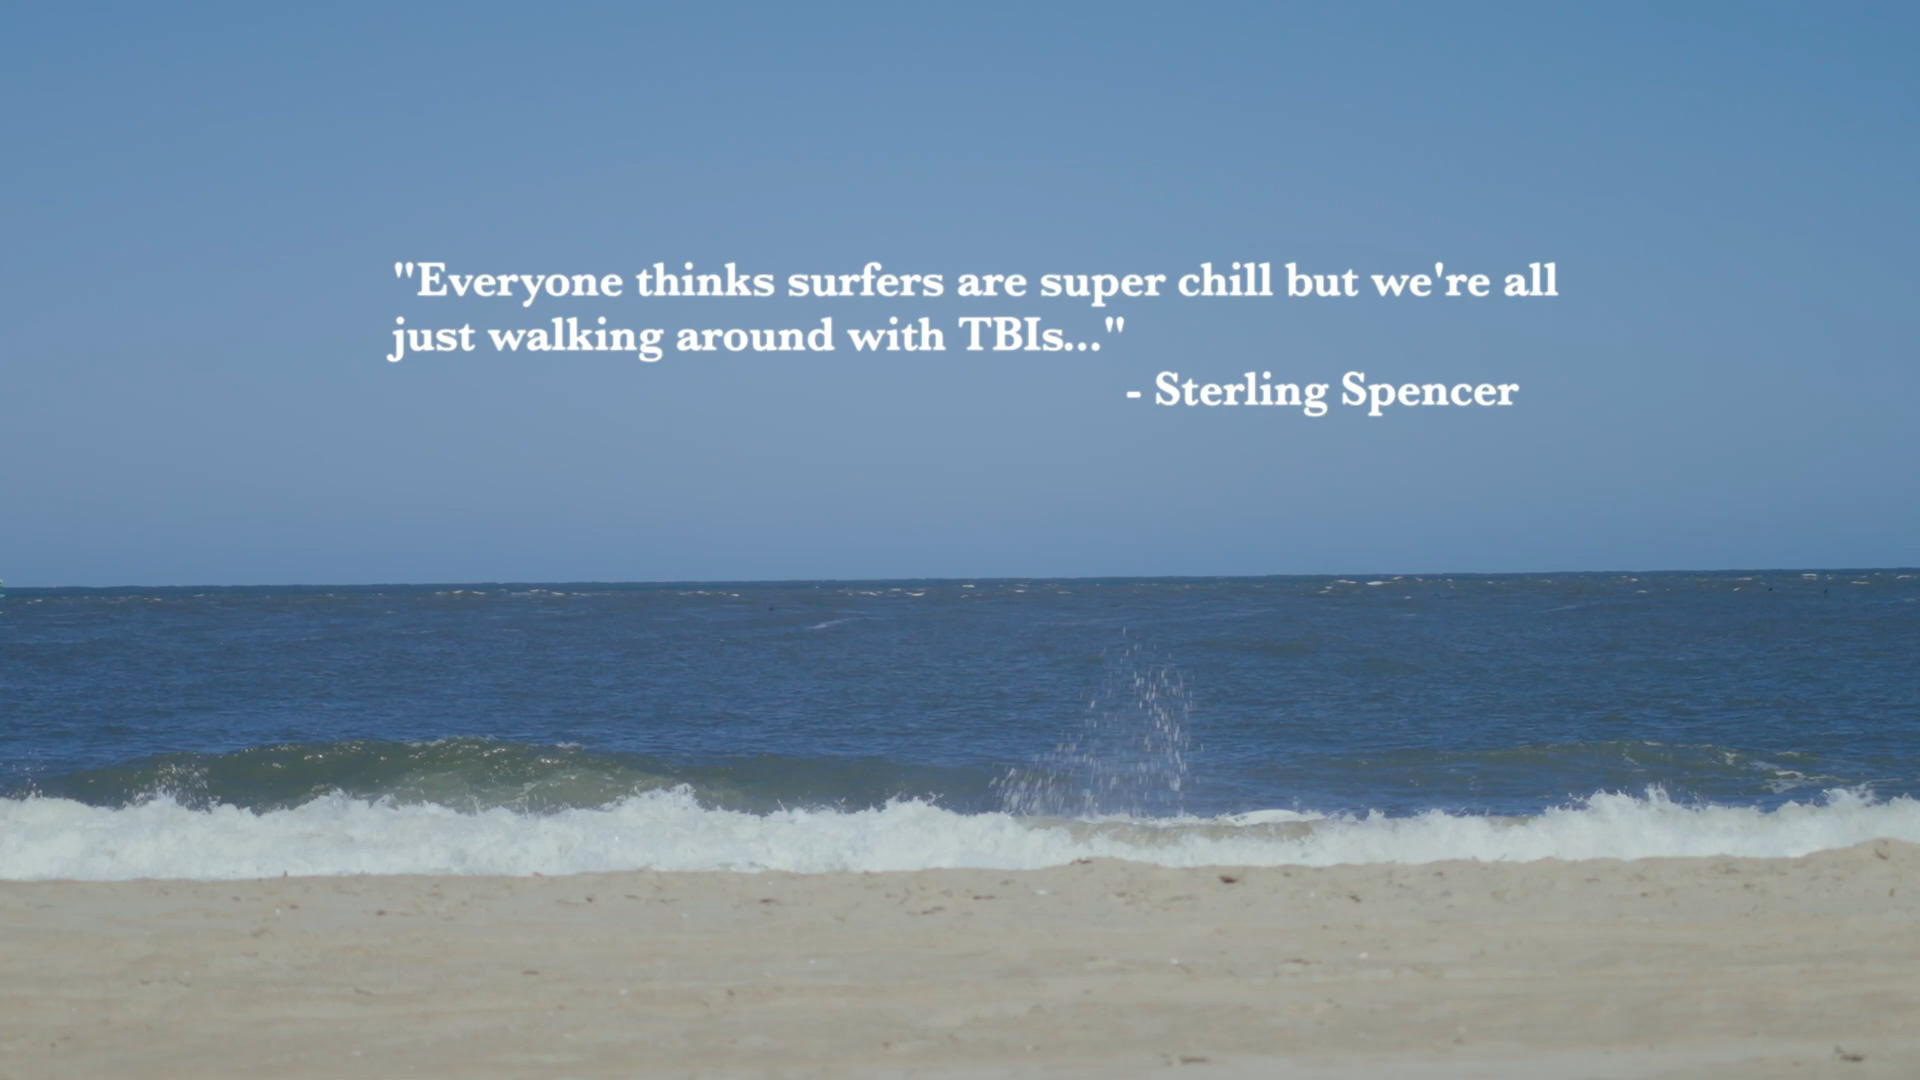 "Everyone thinks surfers are super chill but we're all
just walking around with TBIs..."
- Sterling Spencer